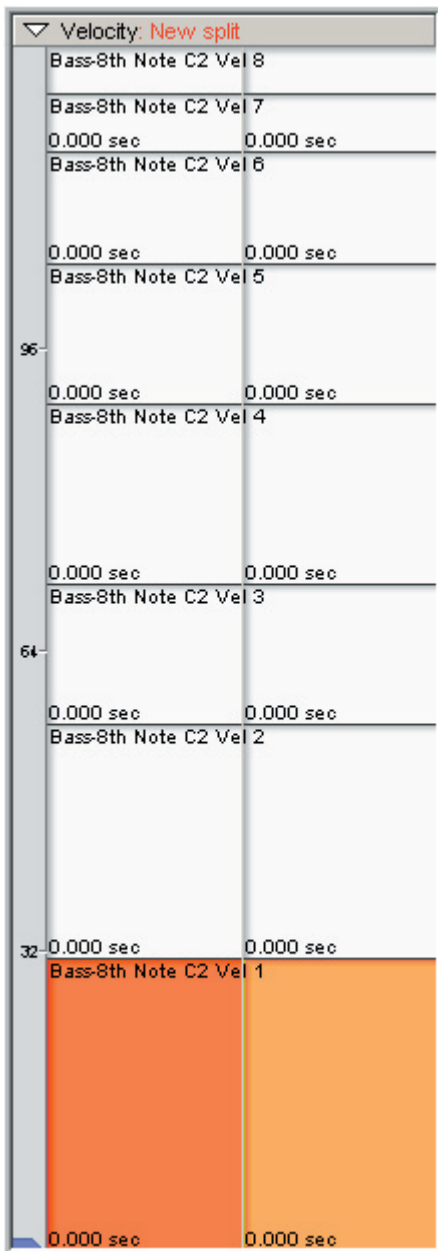 Velocity: New split
Bass-8th Note C2 Vel 8
Bass-8th Note C2 Vel 7
0.000 sec 0.000 sec
Bass-8th Note C2 Vel 6
0.000 sec 0.000 sec
Bass-8th Note C2 Vel 5
96
0.000 sec 0.000 sec
Bass-8th Note C2 Vel 4
0.000 sec 0.000 sec
Bass-8th Note C2 Vel 3
64
0.000 sec 0.000 sec
Bass-8th Note C2 Vel 2
32 0.000 sec 0.000 sec
Bass-8th Note C2 Vel 1
0.000 sec 0.000 sec